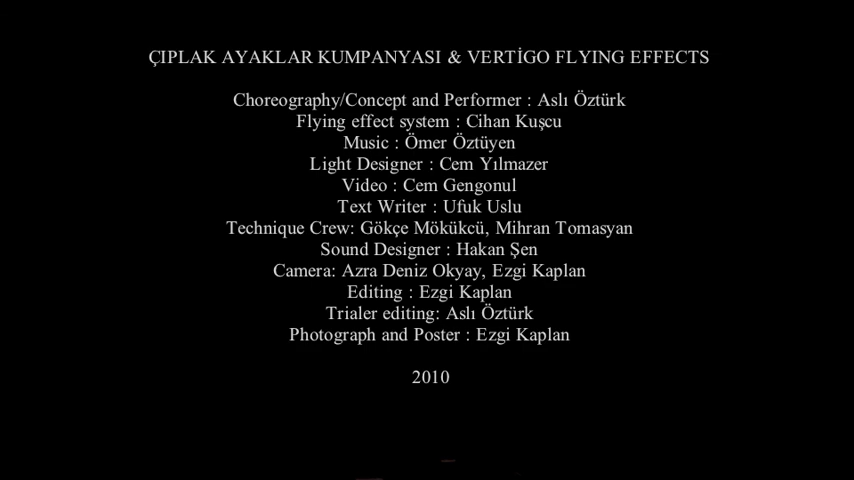 ÇIPLAK AYAKLAR KUMPANYASI & VERTİGO FLYING EFFECTS
Choreography/Concept and Performer : Aslı Öztürk
Flying effect system : Cihan Kuşcu
Music : Ömer Öztüyen
Light Designer : Cem Yılmazer
Video : Cem Gengonul
Text Writer : Ufuk Uslu
Technique Crew: Gökçe Mökükcü, Mihran Tomasyan
Sound Designer : Hakan Şen
Camera: Azra Deniz Okyay, Ezgi Kaplan
Editing : Ezgi Kaplan
Trialer editing: Aslı Öztürk
Photograph and Poster : Ezgi Kaplan
2010